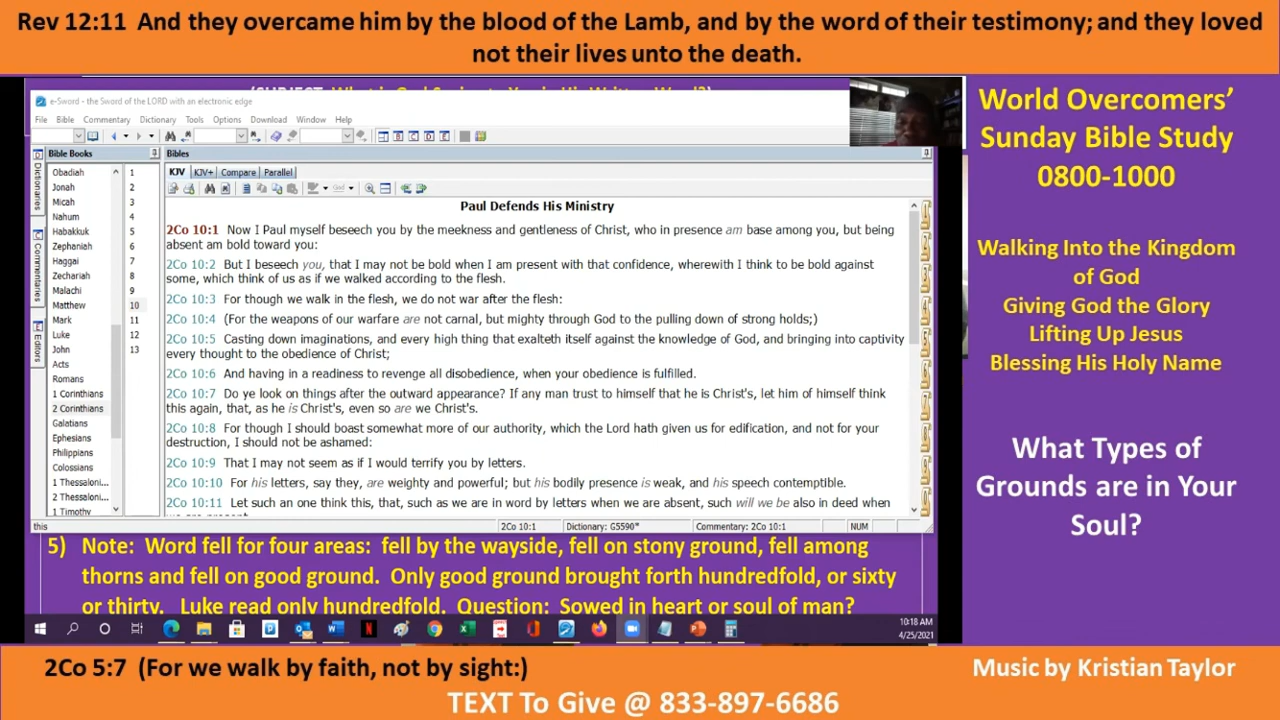 Rev 12:11  And they overcame him by the blood of the Lamb, and by the word of their testimony; and they loved
not their lives unto the death.
e-Sword - the Sword of the LORD with an electronic edge
File Bible Commentary Dictionary Tools Options Download Window Help
Bible Books
Bibles
Dictionaries
Commentaries
Editors
Obadiah
Jonah
Micah
Nahum
Habakkuk
Zephaniah
Haggai
Zechariah
Malachi
Matthew
Mark
Luke
John
Acts
Romans
1 Corinthians
2 Corinthians
Galatians
Ephesians
Philippians
Colossians
1 Thessaloni...
2 Thessaloni...
1 Timothy
1
2
3
4
5
6
7
8
9
10
11
12
13
KJV KJV+ Compare Parallel
Paul Defends His Ministry
2Co 10:1  Now I Paul myself beseech you by the meekness and gentleness of Christ, who in presence am base among you, but being
absent am bold toward you:
2Co 10:2  But I beseech you, that I may not be bold when I am present with that confidence, wherewith I think to be bold against
some, which think of us as if we walked according to the flesh.
2Co 10:3  For though we walk in the flesh, we do not war after the flesh:
2Co 10:4  (For the weapons of our warfare are not carnal, but mighty through God to the pulling down of strong holds;)
2Co 10:5  Casting down imaginations, and every high thing that exalteth itself against the knowledge of God, and bringing into captivity
every thought to the obedience of Christ;
2Co 10:6  And having in a readiness to revenge all disobedience, when your obedience is fulfilled.
2Co 10:7  Do ye look on things after the outward appearance? If any man trust to himself that he is Christ's, let him of himself think
this again, that, as he is Christ's, even so are we Christ's.
2Co 10:8  For though I should boast somewhat more of our authority, which the Lord hath given us for edification, and not for your
destruction, I should not be ashamed:
2Co 10:9  That I may not seem as if I would terrify you by letters.
2Co 10:10  For his letters, say they, are weighty and powerful; but his bodily presence is weak, and his speech contemptible.
2Co 10:11  Let such an one think this, that, such as we are in word by letters when we are absent, such will we be also in deed when
this
2Co 10:1
Dictionary: G5590*
Commentary: 2Co 10:1
NUM
5)  Note:  Word fell for four areas:  fell by the wayside, fell on stony ground, fell among
thorns and fell on good ground.  Only good ground brought forth hundredfold, or sixty
or thirty.  Luke read only hundredfold.  Question:  Sowed in heart or soul of man?
10:18 AM
4/25/2021
World Overcomers’
Sunday Bible Study
0800-1000
Walking Into the Kingdom
of God
Giving God the Glory
Lifting Up Jesus
Blessing His Holy Name
What Types of
Grounds are in Your
Soul?
2Co 5:7  (For we walk by faith, not by sight:)
Music by Kristian Taylor
TEXT To Give @ 833-897-6686